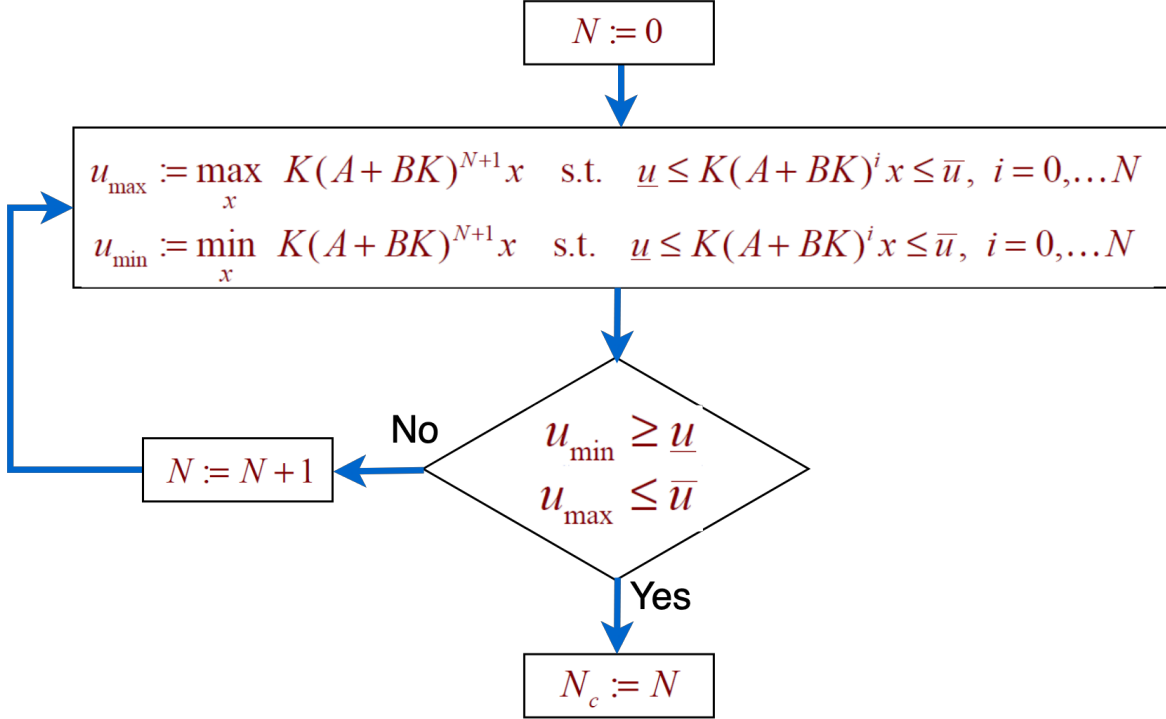 N := 0
u_max := max_x K(A + BK)^{N+1} x s.t. u̲ ≤ K(A + BK)^i x ≤ u̅, i = 0,…N
u_min := min_x K(A + BK)^{N+1} x s.t. u̲ ≤ K(A + BK)^i x ≤ u̅, i = 0,…N
No
u_min ≥ u̲
N := N + 1
u_max ≤ u̅
Yes
N_c := N